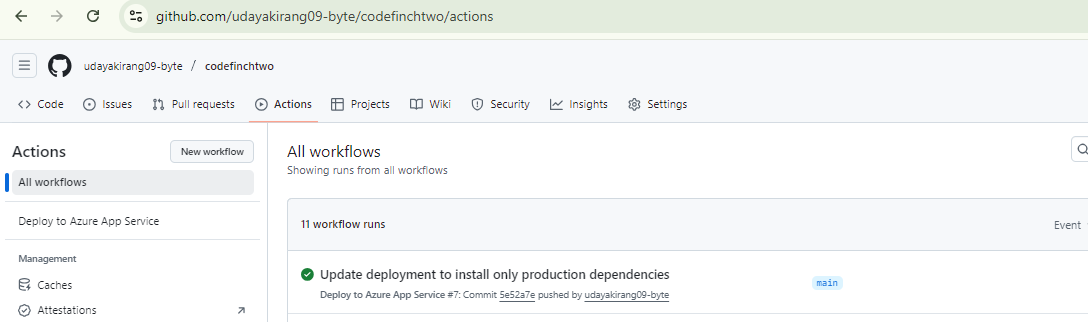 github.com/udayakirang09-byte/codefinchtwo/actions
udayakirang09-byte / codefinchtwo
Code Issues Pull requests Actions Projects Wiki Security Insights Settings
Actions New workflow
All workflows
Deploy to Azure App Service
Management
Caches
Attestations
All workflows
Showing runs from all workflows
11 workflow runs Event
Update deployment to install only production dependencies
main
Deploy to Azure App Service #7: Commit 5e52a7e pushed by udayakirang09-byte